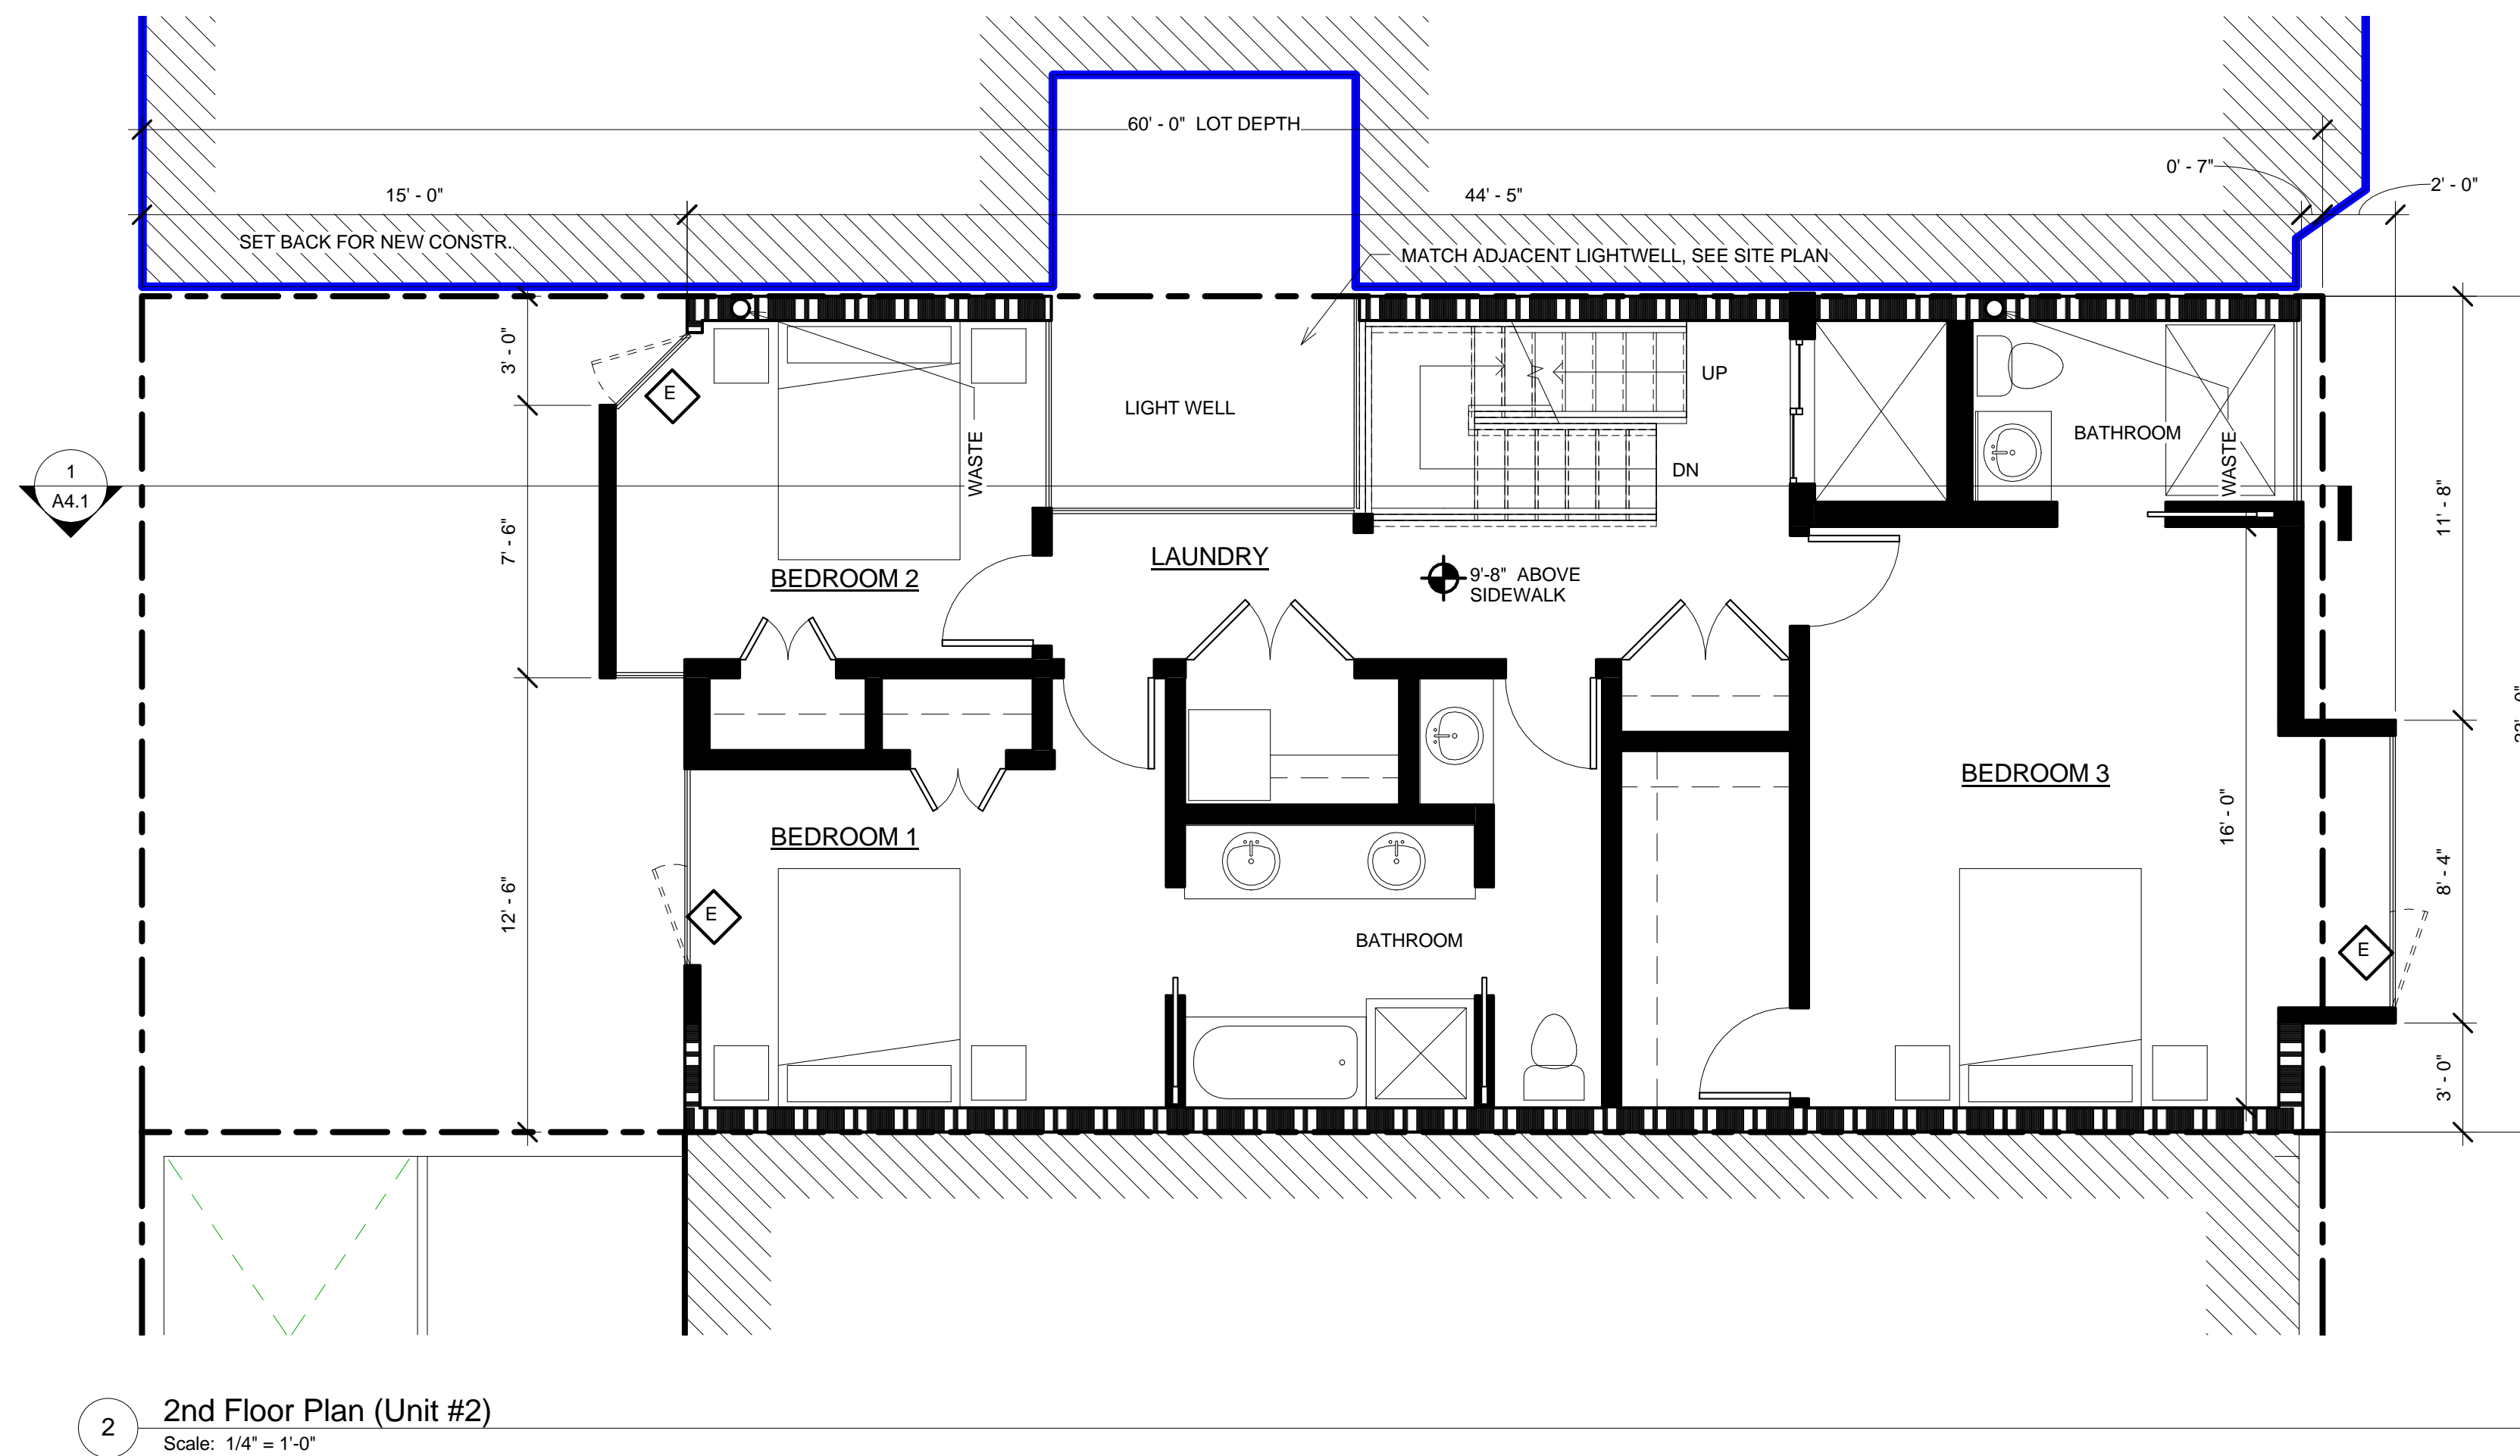 60' - 0" LOT DEPTH
0' - 7"
2' - 0"
15' - 0"
44' - 5"
SET BACK FOR NEW CONSTR.
MATCH ADJACENT LIGHTWELL, SEE SITE PLAN
3' - 0"
E
UP
LIGHT WELL
BATHROOM
WASTE
WASTE
1
A4.1
DN
7' - 6"
11' - 8"
LAUNDRY
BEDROOM 2
9'-8" ABOVE
SIDEWALK
BEDROOM 3
16' - 0"
BEDROOM 1
12' - 6"
8' - 4"
E
BATHROOM
E
3' - 0"
2
2nd Floor Plan (Unit #2)
Scale: 1/4" = 1'-0"